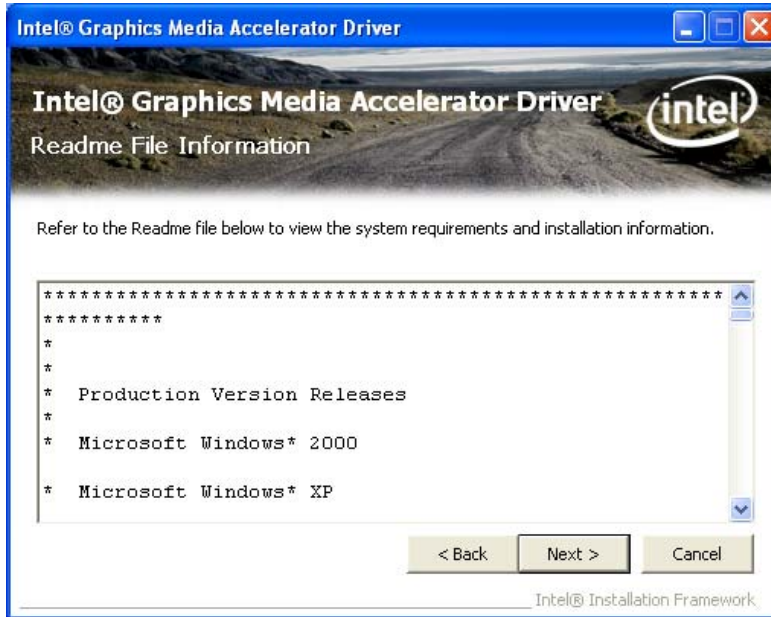 Intel® Graphics Media Accelerator Driver
Intel® Graphics Media Accelerator Driver
Readme File Information
intel
Refer to the Readme file below to view the system requirements and installation information.
********************************************************
**********
*
*
* Production Version Releases
*
* Microsoft Windows* 2000
* Microsoft Windows* XP
< Back
Next >
Cancel
Intel® Installation Framework